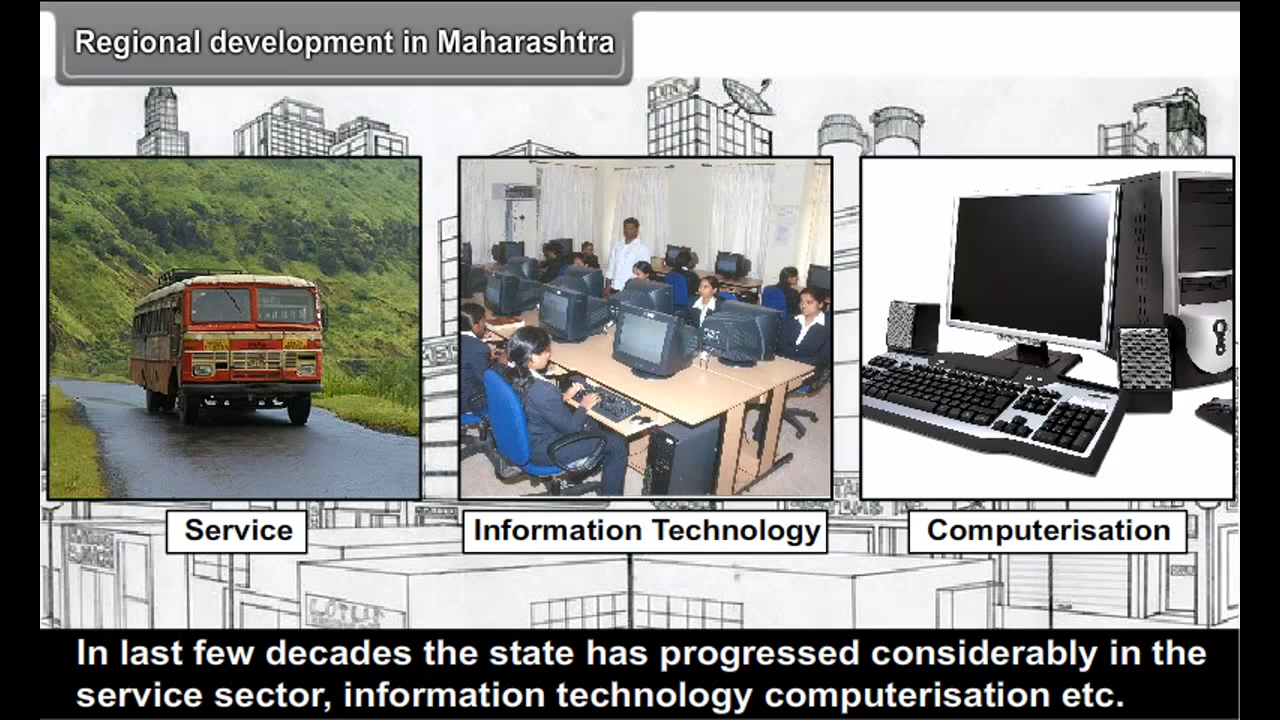 Regional development in Maharashtra
Service
Information Technology
Computerisation
In last few decades the state has progressed considerably in the
service sector, information technology computerisation etc.